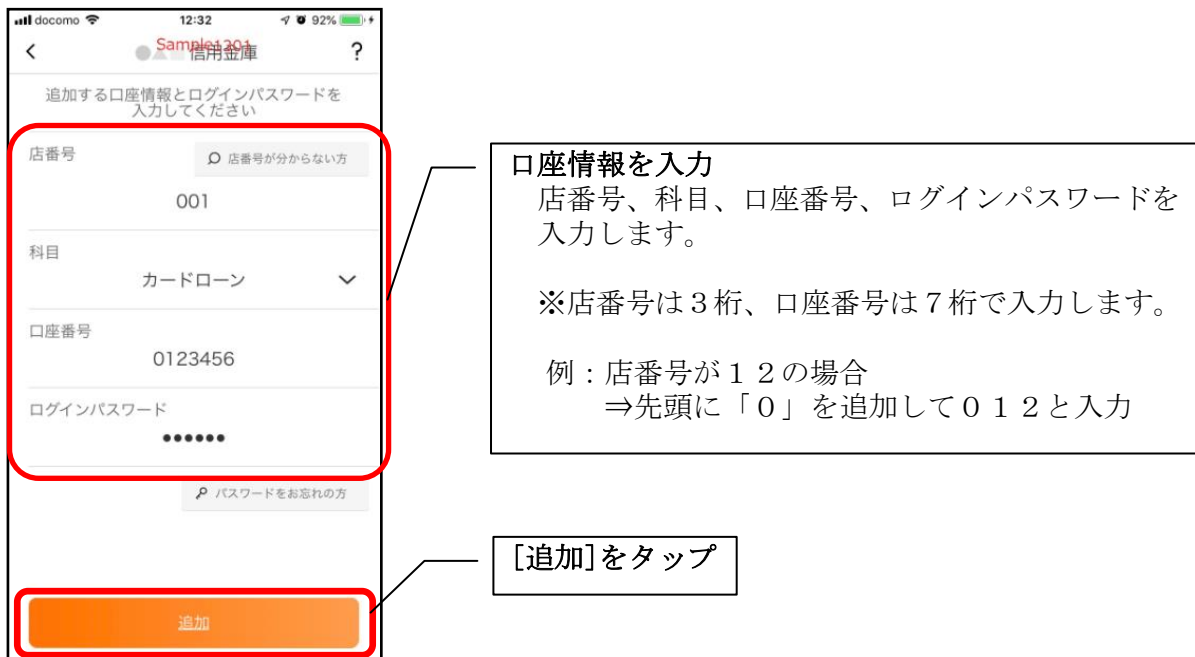 docomo 12:32 92%
Sample1301
信用金庫 ?
追加する口座情報とログインパスワードを
入力してください
店番号
店番号が分からない方
001
科目
カードローン
口座番号
0123456
ログインパスワード
••••••
パスワードをお忘れの方
追加
口座情報を入力
店番号、科目、口座番号、ログインパスワードを
入力します。
※店番号は３桁、口座番号は７桁で入力します。
例：店番号が１２の場合
⇒先頭に「０」を追加して０１２と入力
[追加]をタップ